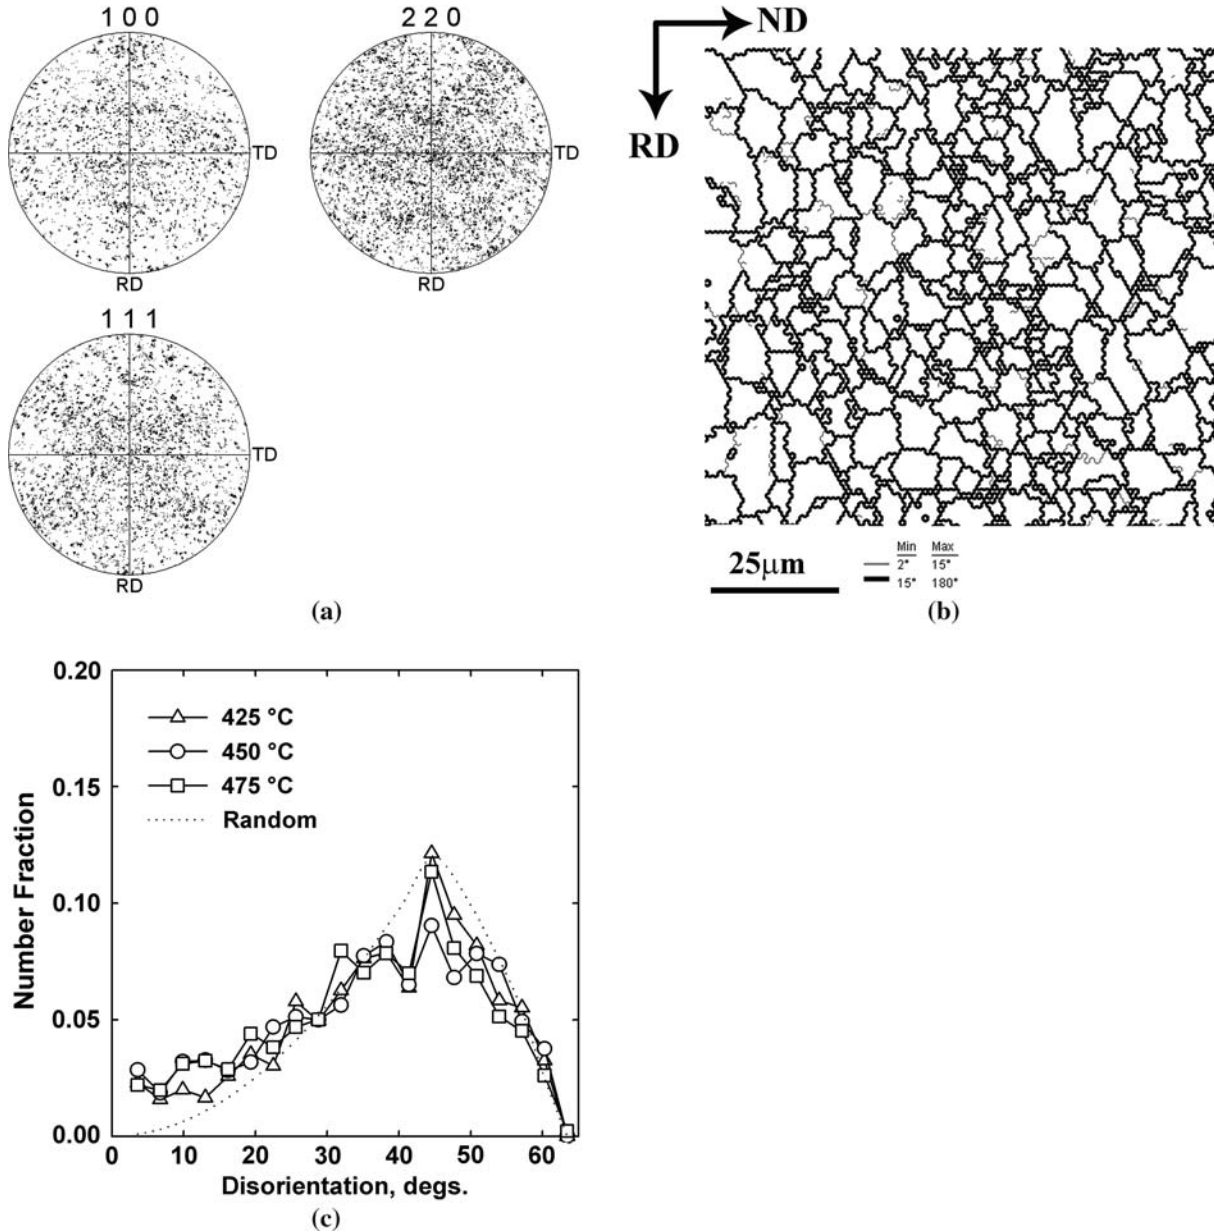 1 0 0
TD
RD
2 2 0
TD
RD
1 1 1
TD
RD
(a)
ND
RD
25μm
Min Max
2° 15°
15° 180°
(b)
0.20
0.15
0.10
0.05
0.00
Number Fraction
425 °C
450 °C
475 °C
Random
0 10 20 30 40 50 60
Disorientation, degs.
(c)